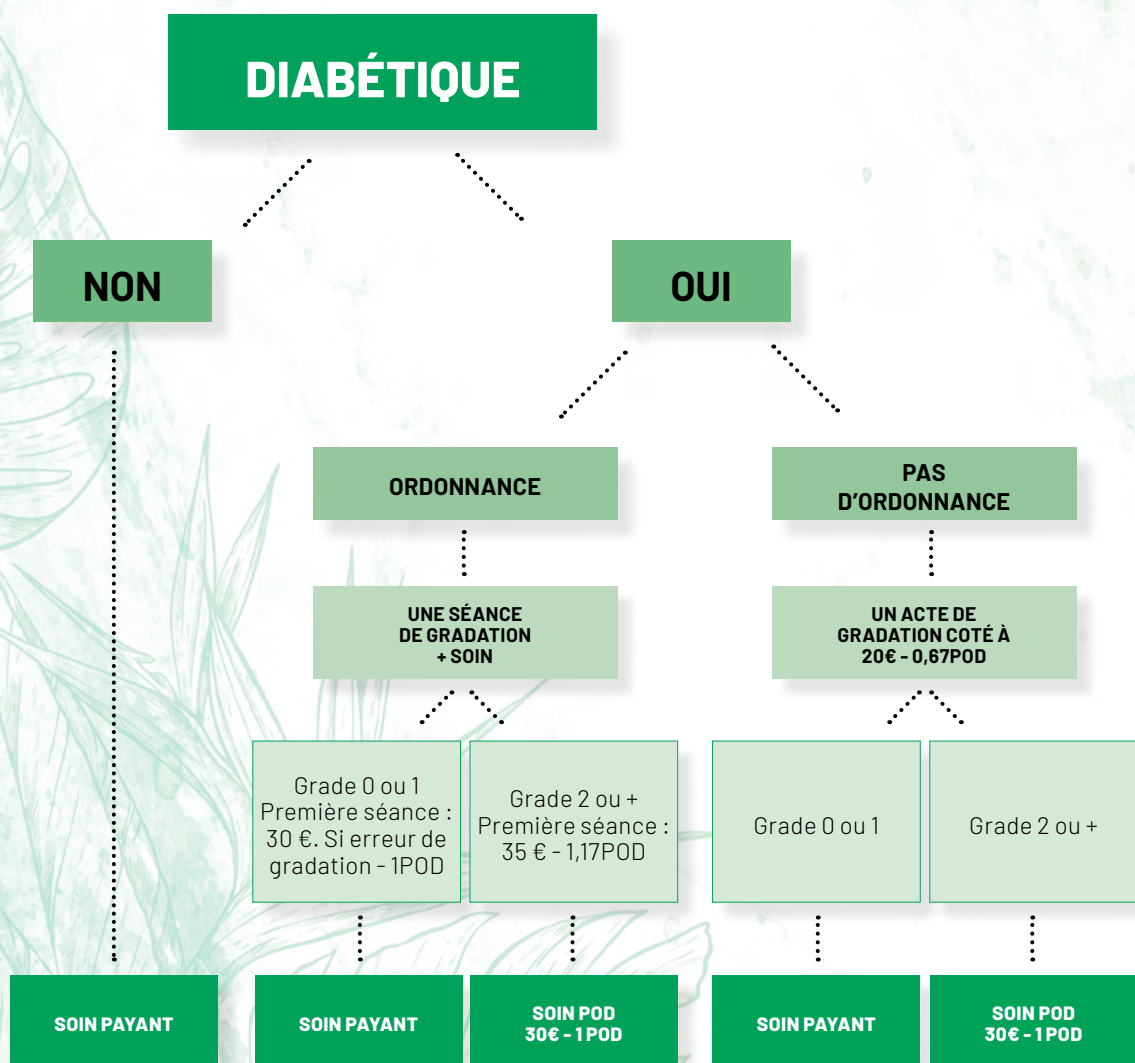 DIABÉTIQUE
NON
OUI
ORDONNANCE
PAS
D’ORDONNANCE
UNE SÉANCE
DE GRADATION
+ SOIN
UN ACTE DE
GRADATION COTÉ À
20€ - 0,67POD
Grade 0 ou 1
Première séance :
30 €. Si erreur de
gradation - 1POD
Grade 2 ou +
Première séance :
35 € - 1,17POD
Grade 0 ou 1
Grade 2 ou +
SOIN PAYANT
SOIN PAYANT
SOIN POD
30€ - 1 POD
SOIN PAYANT
SOIN POD
30€ - 1 POD